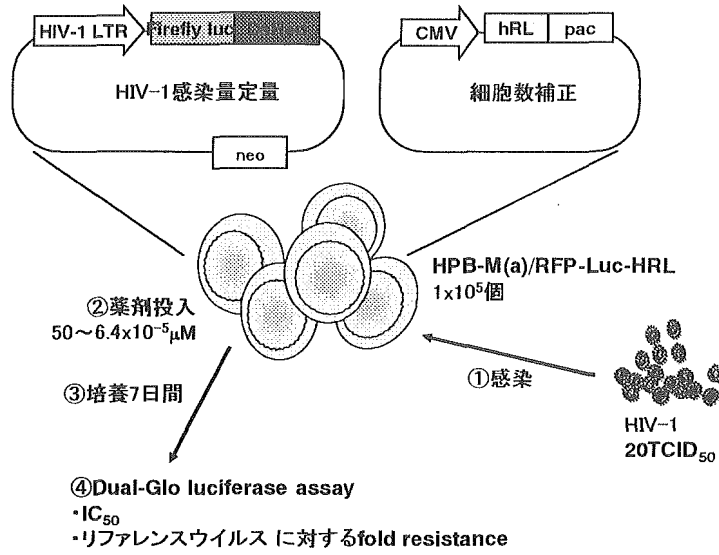 HIV-1 LTR
Firefly luc
CMV
hRL
pac
HIV-1感染量定量
細胞数補正
neo
HPB-M(a)/RFP-Luc-HRL
1x10⁵個
②薬剤投入
50～6.4x10⁻⁵μM
①感染
③培養7日間
HIV-1
20TCID₅₀
④Dual-Glo luciferase assay
・IC₅₀
・リファレンスウイルス に対するfold resistance